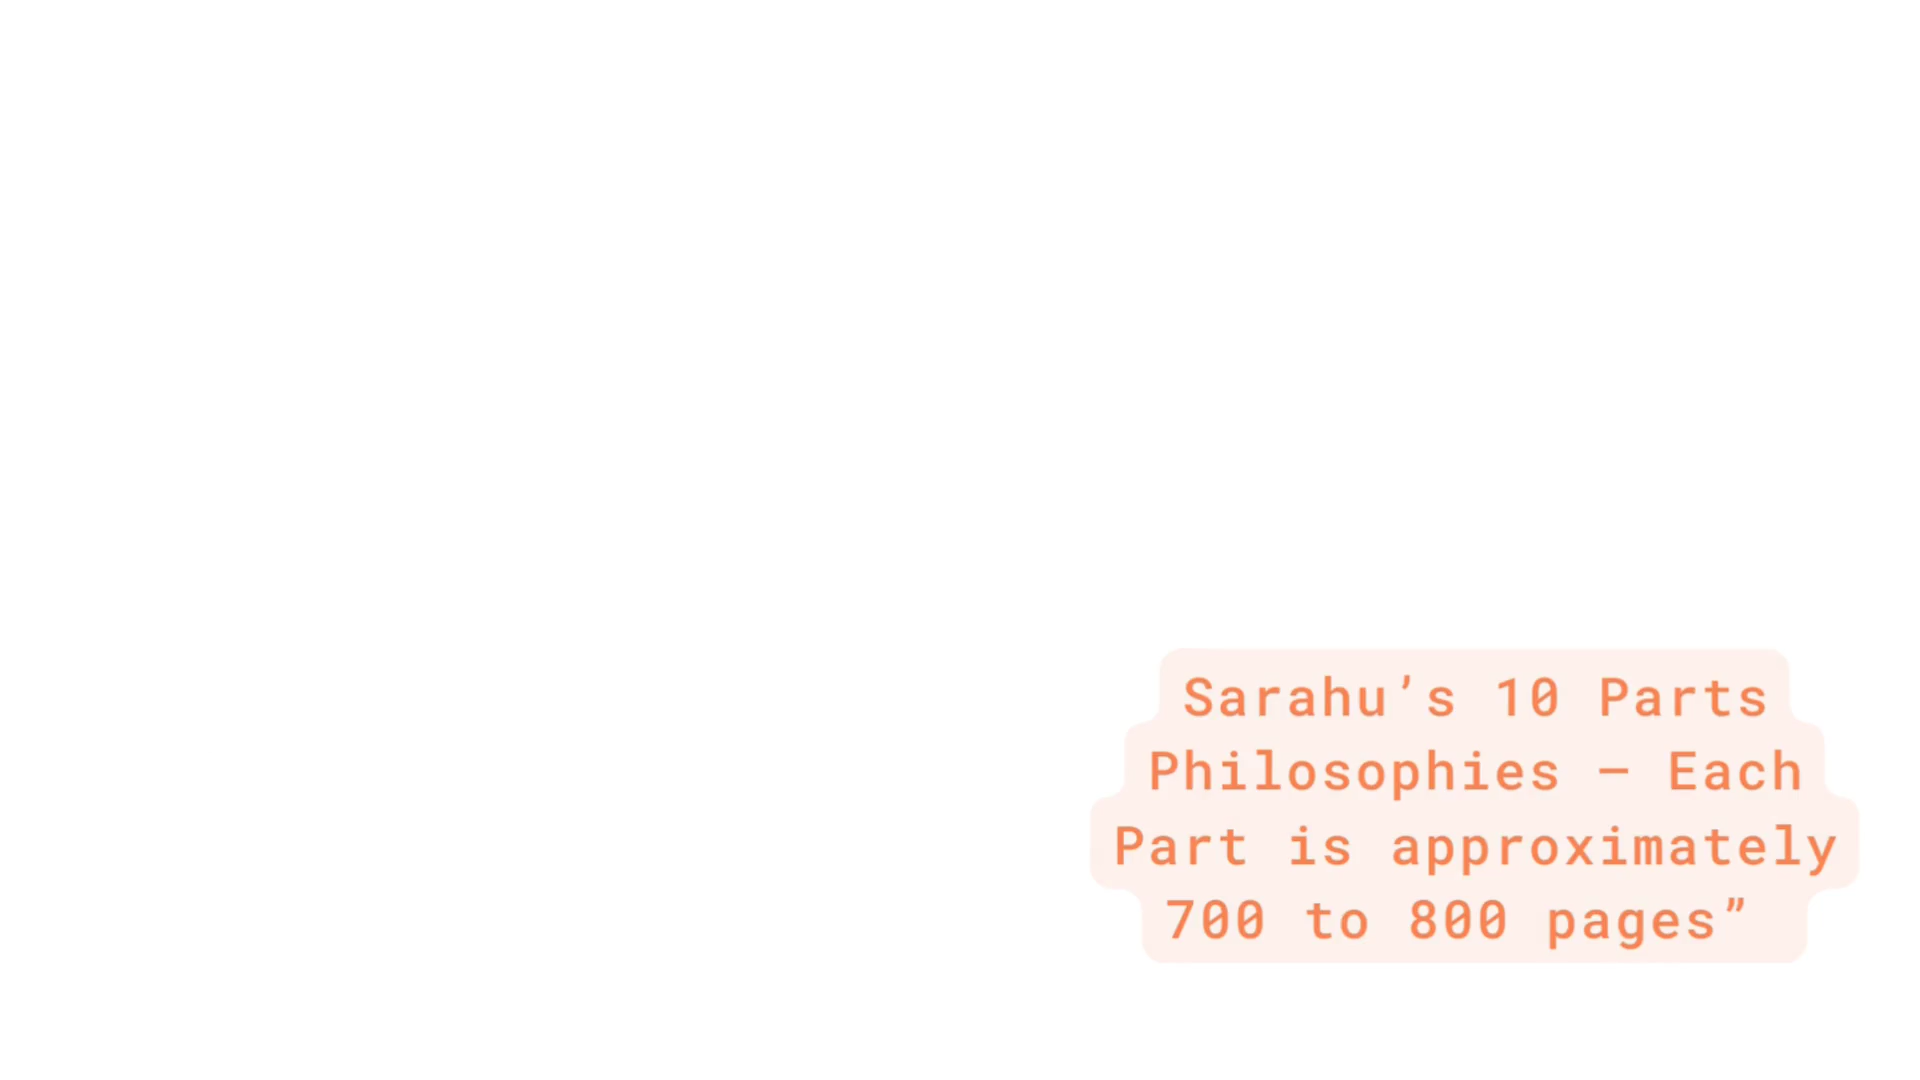 Sarahu’s 10 Parts
Philosophies – Each
Part is approximately
700 to 800 pages”